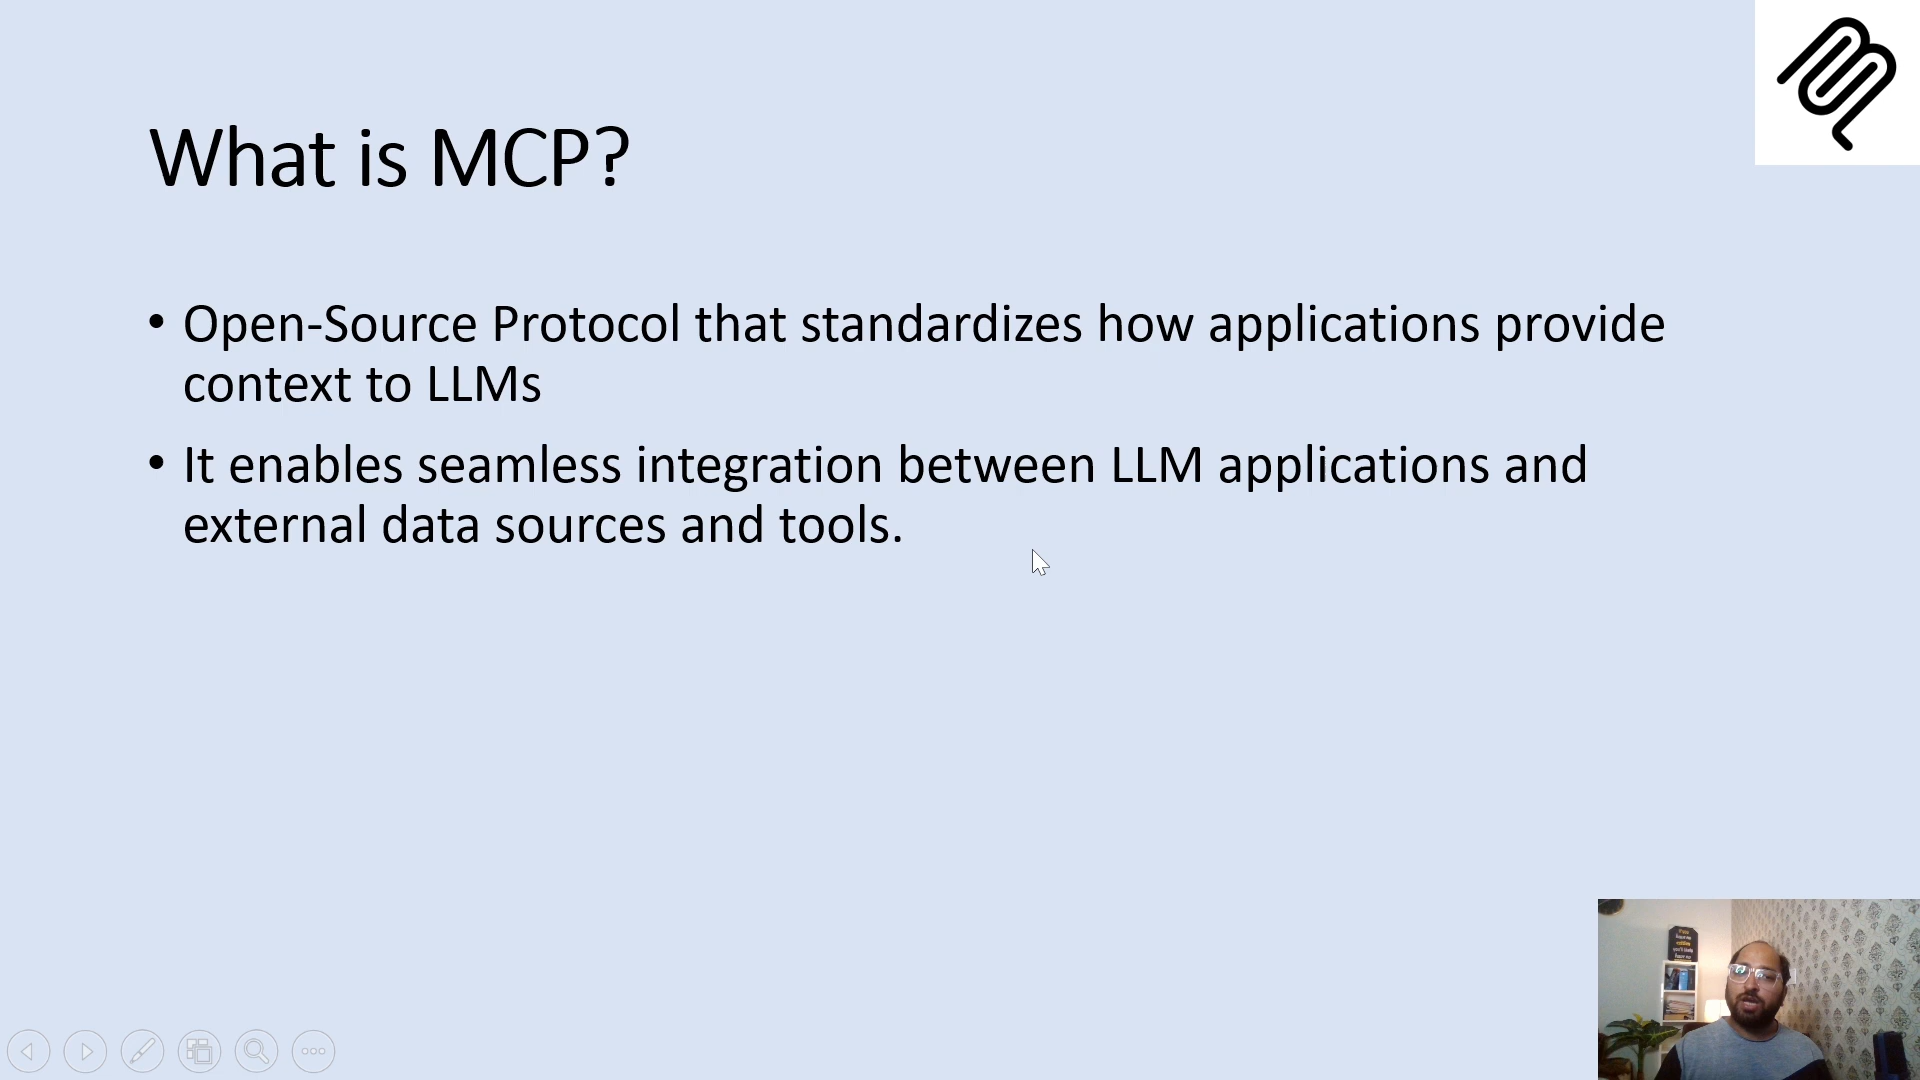 What is MCP?
• Open-Source Protocol that standardizes how applications provide
context to LLMs
• It enables seamless integration between LLM applications and
external data sources and tools.